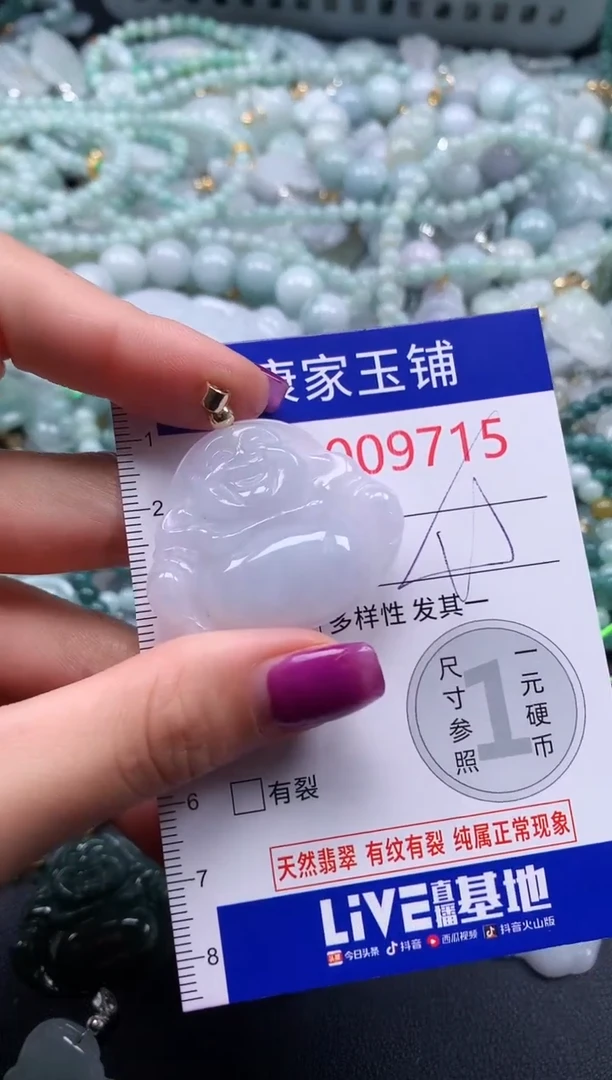 康家玉铺
009715
1
2
多样性 发其一
尺寸参照
1
一元硬币
6
有裂
天然翡翠 有纹有裂 纯属正常现象
7
LiVE直播基地
8
今日头条 抖音 西瓜视频 抖音火山版